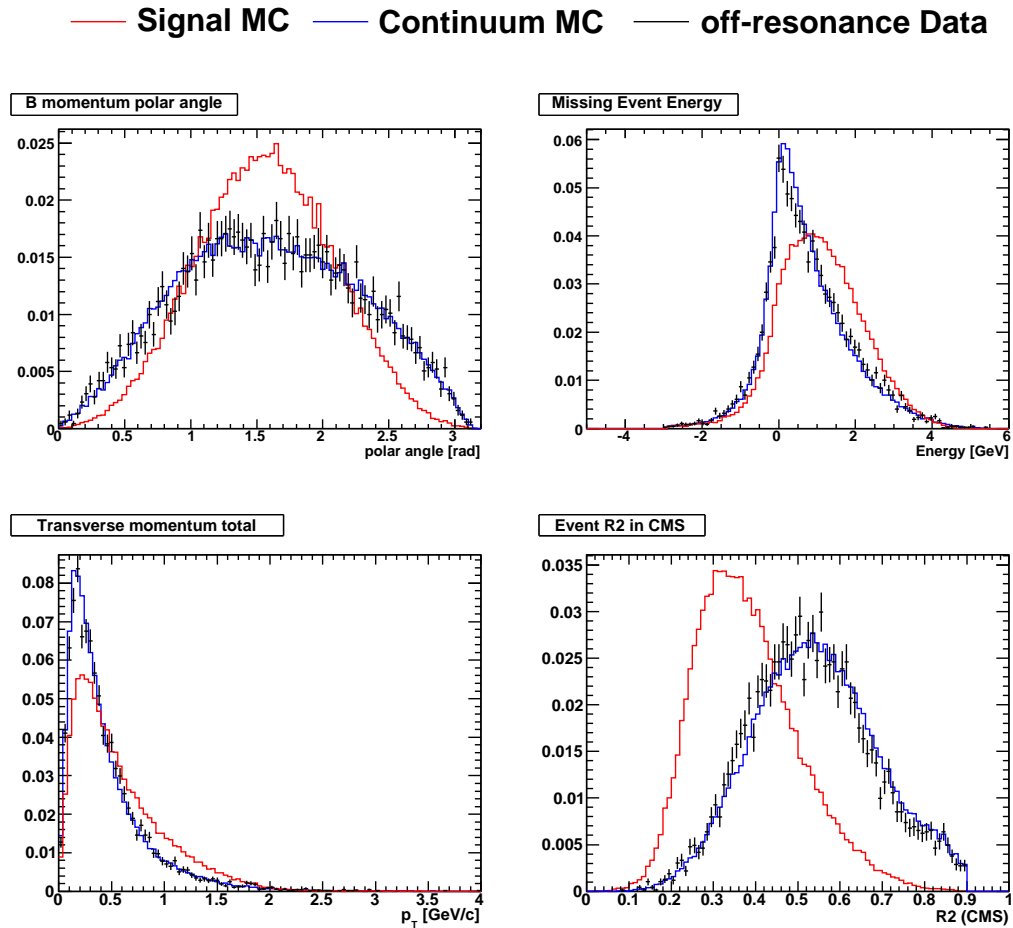 Signal MC Continuum MC off-resonance Data
B momentum polar angle
0.025
0.02
0.015
0.01
0.005
0
0 0.5 1 1.5 2 2.5 3
polar angle [rad]
Missing Event Energy
0.06
0.05
0.04
0.03
0.02
0.01
0
-4 -2 0 2 4 6
Energy [GeV]
Transverse momentum total
0.08
0.07
0.06
0.05
0.04
0.03
0.02
0.01
0
0 0.5 1 1.5 2 2.5 3 3.5 4
p_T [GeV/c]
Event R2 in CMS
0.035
0.03
0.025
0.02
0.015
0.01
0.005
0
0 0.1 0.2 0.3 0.4 0.5 0.6 0.7 0.8 0.9 1
R2 (CMS)